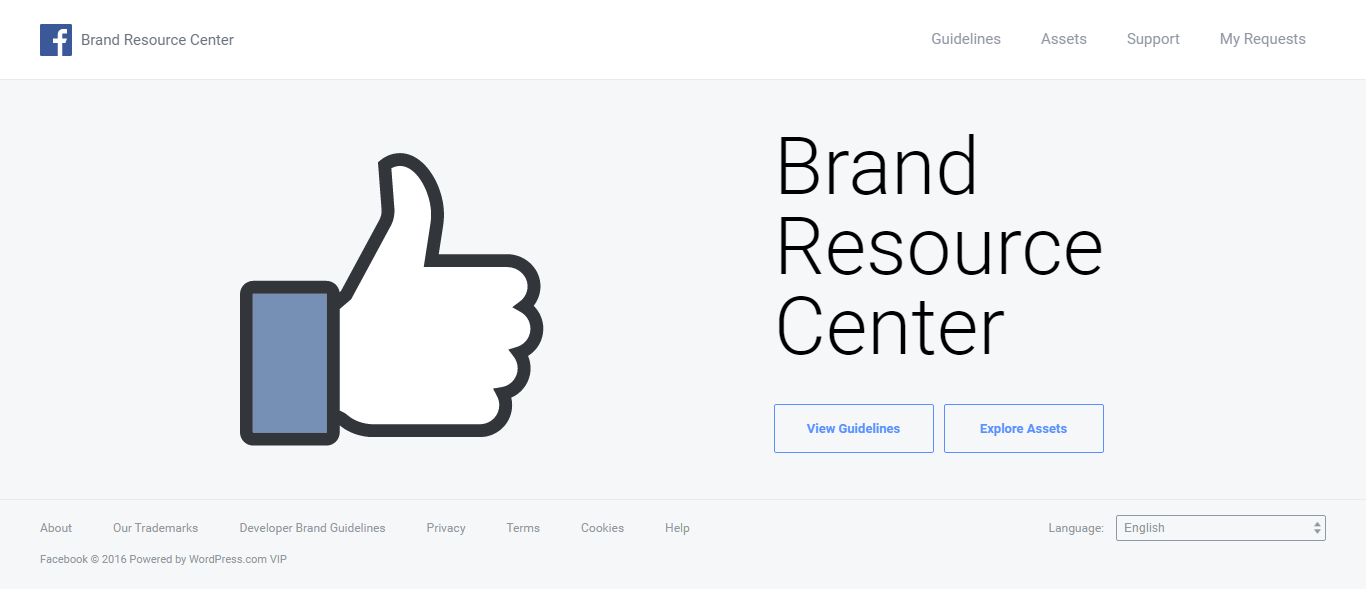 Brand Resource Center
Guidelines Assets Support My Requests
Brand
Resource
Center
View Guidelines Explore Assets
About Our Trademarks Developer Brand Guidelines Privacy Terms Cookies Help Language: English
Facebook © 2016 Powered by WordPress.com VIP